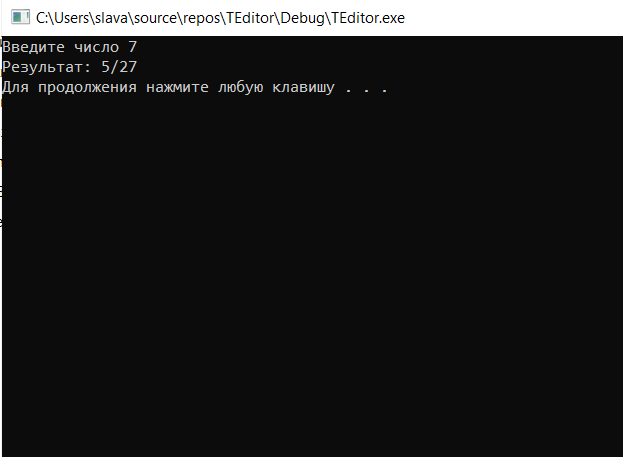 C:\Users\slava\source\repos\TEditor\Debug\TEditor.exe
Введите число 7
Результат: 5/27
Для продолжения нажмите любую клавишу . . .